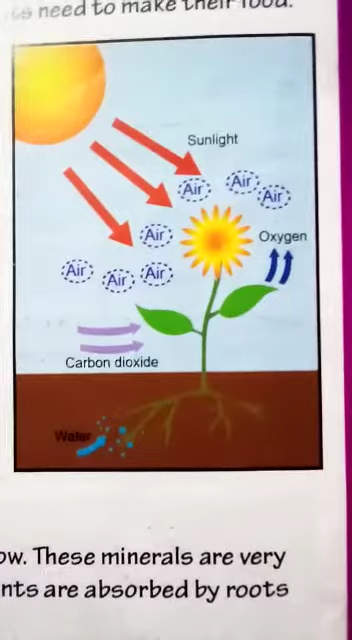 need to make their food.
Sunlight
Air
Air
Air
Air
Oxygen
Air
Air
Air
Carbon dioxide
Water
ow. These minerals are very
nts are absorbed by roots